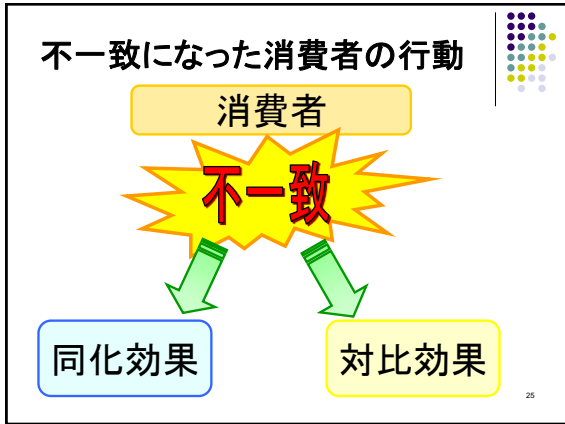 不一致になった消費者の行動
消費者
不一致
同化効果
対比効果
25